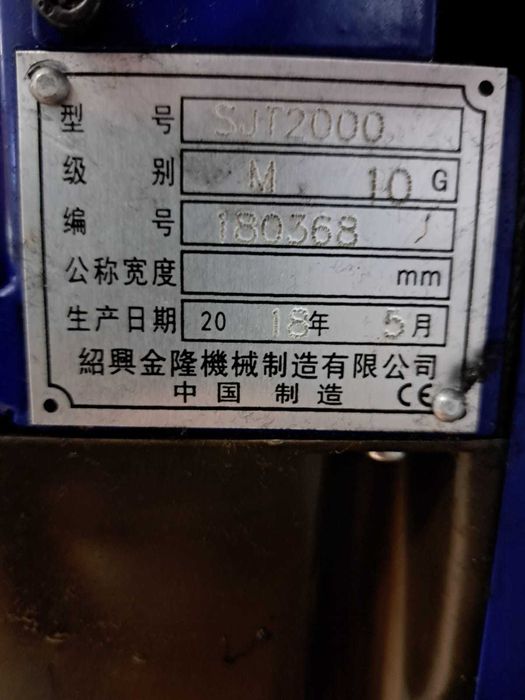 型 号 SJT2000
级 别 M 10 G
编 号 180368 /
公称宽度 mm
生产日期 20 18年 5月
紹興金隆機械制造有限公司
中国 制造 CE